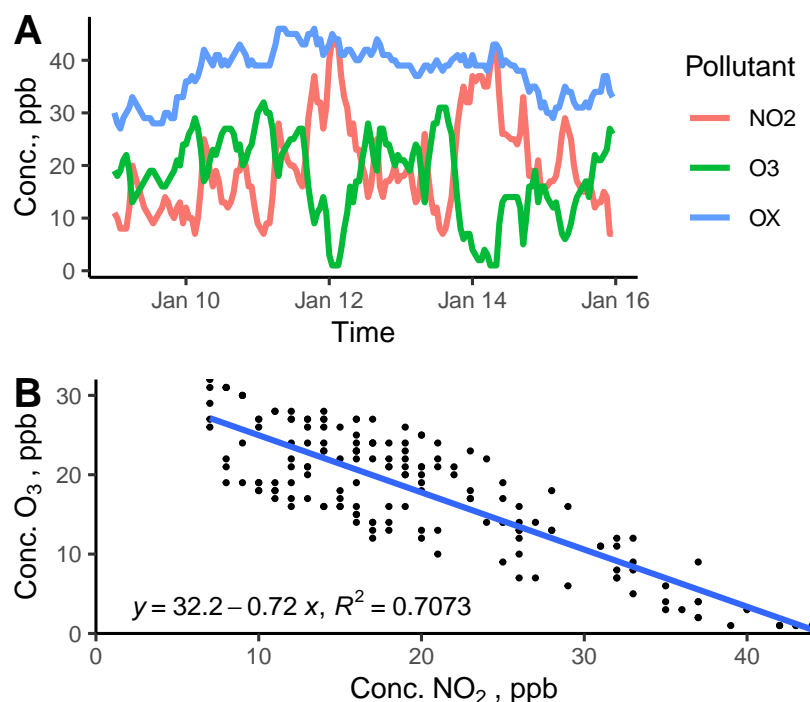 A
Conc., ppb
40
30
20
10
0
Jan 10
Jan 12
Jan 14
Jan 16
Time
Pollutant
NO2
O3
OX
B
Conc. O₃ , ppb
30
20
10
0
y = 32.2 − 0.72 x, R² = 0.7073
0
10
20
30
40
Conc. NO₂ , ppb